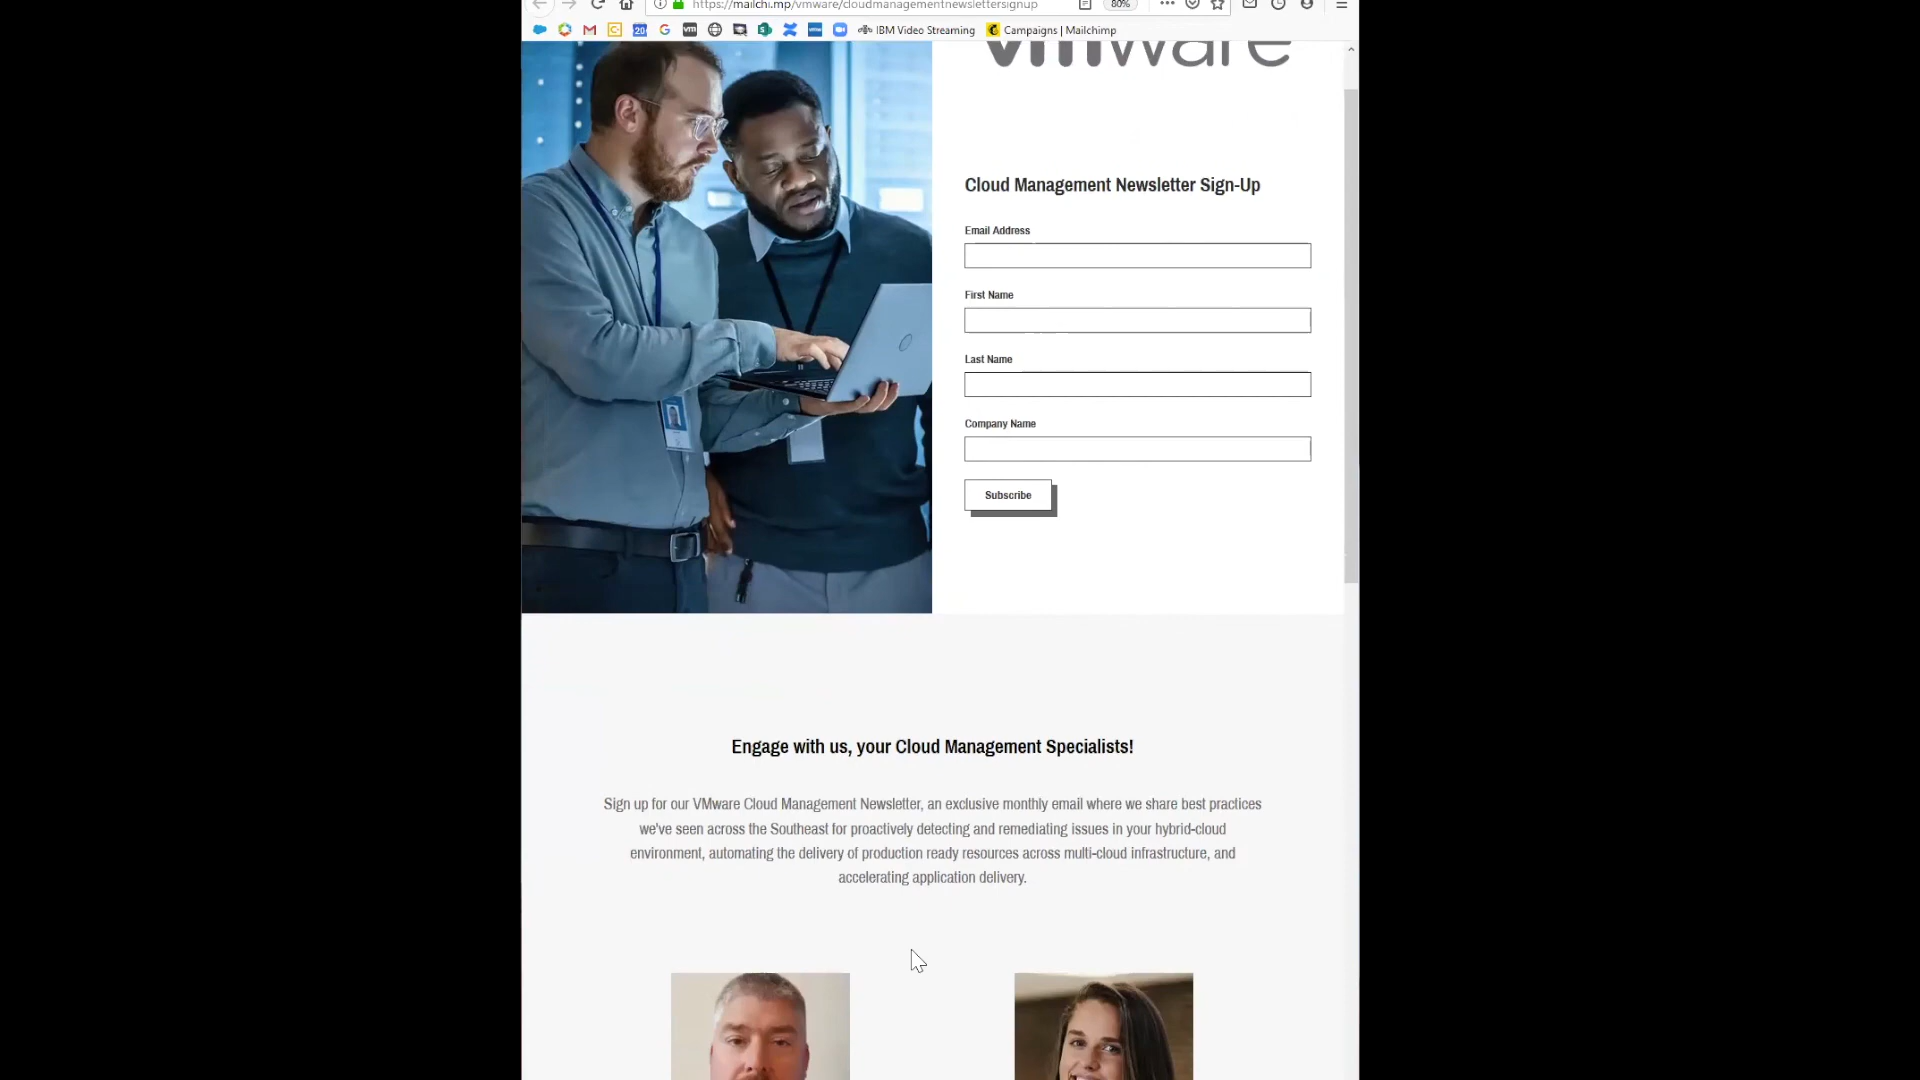 https://mailchi.mp/vmware/cloudmanagementnewslettersignup
80%
20
vm
IBM Video Streaming
Campaigns | Mailchimp
vmware
Cloud Management Newsletter Sign-Up
Email Address
First Name
Last Name
Company Name
Subscribe
Engage with us, your Cloud Management Specialists!
Sign up for our VMware Cloud Management Newsletter, an exclusive monthly email where we share best practices
we've seen across the Southeast for proactively detecting and remediating issues in your hybrid-cloud
environment, automating the delivery of production ready resources across multi-cloud infrastructure, and
accelerating application delivery.